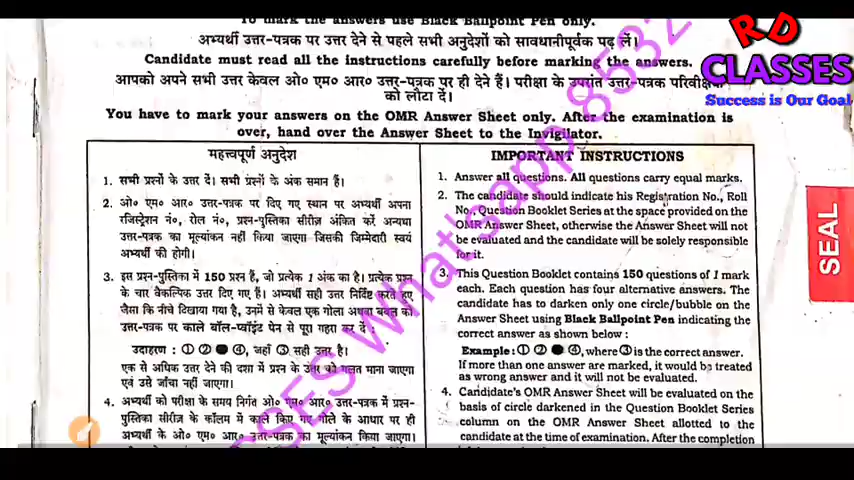 To mark the answers use Black Ballpoint Pen only.
अभ्यर्थी उत्तर-पत्रक पर उत्तर देने से पहले सभी अनुदेशों को सावधानीपूर्वक पढ़ लें।
Candidate must read all the instructions carefully before marking the answers.
आपको अपने सभी उत्तर केवल ओ० एम० आर० उत्तर-पत्रक पर ही देने हैं। परीक्षा के उपरांत उत्तर-पत्रक परिवीक्षक
को लौटा दें।
You have to mark your answers on the OMR Answer Sheet only. After the examination is
over, hand over the Answer Sheet to the Invigilator.
RD
CLASSES
Success is Our Goal
महत्त्वपूर्ण अनुदेश
1. सभी प्रश्नों के उत्तर दें। सभी प्रश्नों के अंक समान हैं।
2. ओ० एम० आर० उत्तर-पत्रक पर दिए गए स्थान पर अभ्यर्थी अपना
रजिस्ट्रेशन नं०, रोल नं०, प्रश्न-पुस्तिका सीरीज़ अंकित करें अन्यथा
उत्तर-पत्रक का मूल्यांकन नहीं किया जाएगा जिसकी जिम्मेदारी स्वयं
अभ्यर्थी की होगी।
3. इस प्रश्न-पुस्तिका में 150 प्रश्न हैं, जो प्रत्येक 1 अंक का है। प्रत्येक प्रश्न
के चार वैकल्पिक उत्तर दिए गए हैं। अभ्यर्थी सही उत्तर निर्दिष्ट करते हुए
जैसा कि नीचे दिखाया गया है, उनमें से केवल एक गोला अथवा बबल को
उत्तर-पत्रक पर काले बॉल-प्वाइंट पेन से पूरा गहरा कर दें :
उदाहरण : ① ② ● ④, जहाँ ③ सही उत्तर है।
एक से अधिक उत्तर देने की दशा में प्रश्न के उत्तर को गलत माना जाएगा
एवं उसे जाँचा नहीं जाएगा।
4. अभ्यर्थी को परीक्षा के समय निर्गत ओ० एम० आर० उत्तर-पत्रक में प्रश्न-
पुस्तिका सीरीज के कॉलम में काले किए गए गोले के आधार पर ही
अभ्यर्थी के ओ० एम० आर० उत्तर-पत्रक का मूल्यांकन किया जाएगा।
IMPORTANT INSTRUCTIONS
1. Answer all questions. All questions carry equal marks.
2. The candidate should indicate his Registration No., Roll
No., Question Booklet Series at the space provided on the
OMR Answer Sheet, otherwise the Answer Sheet will not
be evaluated and the candidate will be solely responsible
for it.
3. This Question Booklet contains 150 questions of 1 mark
each. Each question has four alternative answers. The
candidate has to darken only one circle/bubble on the
Answer Sheet using Black Ballpoint Pen indicating the
correct answer as shown below :
Example : ① ② ● ④, where ③ is the correct answer.
If more than one answer are marked, it would be treated
as wrong answer and it will not be evaluated.
4. Candidate's OMR Answer Sheet will be evaluated on the
basis of circle darkened in the Question Booklet Series
column on the OMR Answer Sheet allotted to the
candidate at the time of examination. After the completion
SEAL
SSES Whatsapp 8532